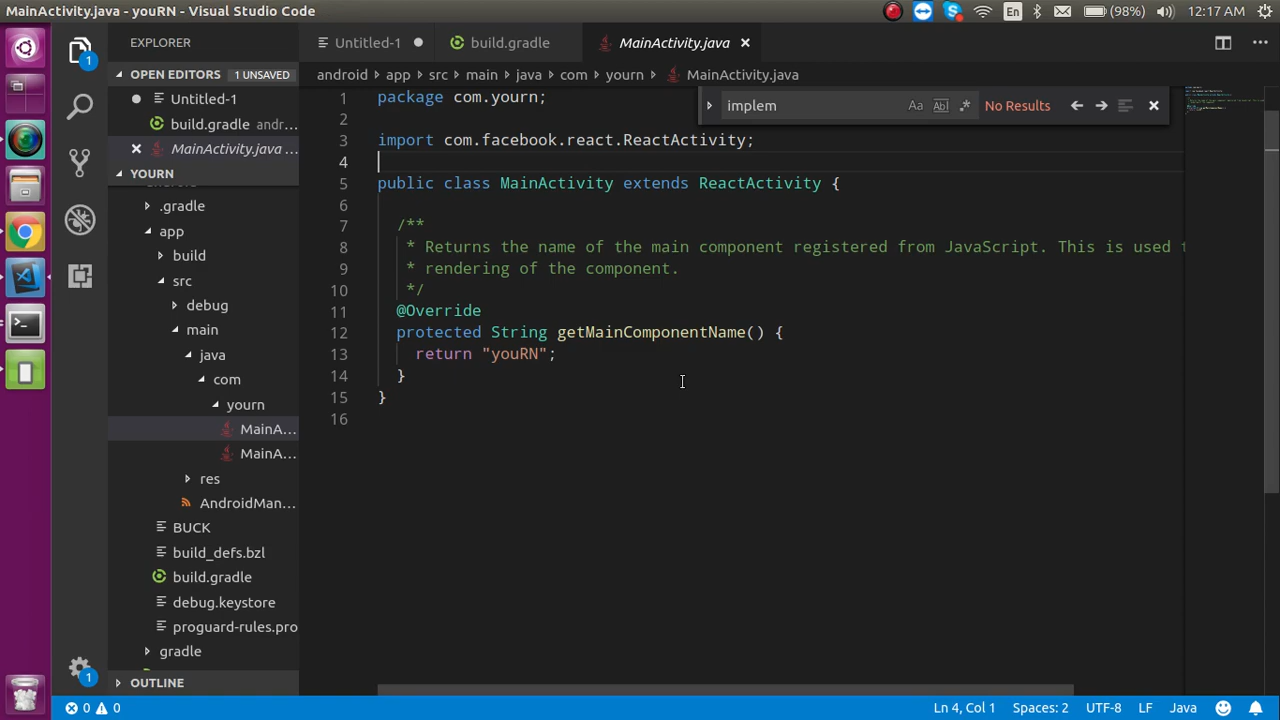 MainActivity.java - youRN - Visual Studio Code
En
(98%)
12:17 AM
EXPLORER
Untitled-1
build.gradle
MainActivity.java
1
OPEN EDITORS
1 UNSAVED
android
app
src
main
java
com
yourn
MainActivity.java
Untitled-1
build.gradle andr...
MainActivity.java ...
implem
Aa
Abl
No Results
YOURN
.gradle
app
build
src
debug
main
java
com
yourn
MainA...
MainA...
res
AndroidMan...
BUCK
build_defs.bzl
build.gradle
debug.keystore
proguard-rules.pro
gradle
OUTLINE
1 package com.yourn;
2
3 import com.facebook.react.ReactActivity;
4
5 public class MainActivity extends ReactActivity {
6
7 /**
8 * Returns the name of the main component registered from JavaScript. This is used
9 * rendering of the component.
10 */
11 @Override
12 protected String getMainComponentName() {
13 return "youRN";
14 }
15 }
16
1
0
0
Ln 4, Col 1
Spaces: 2
UTF-8
LF
Java